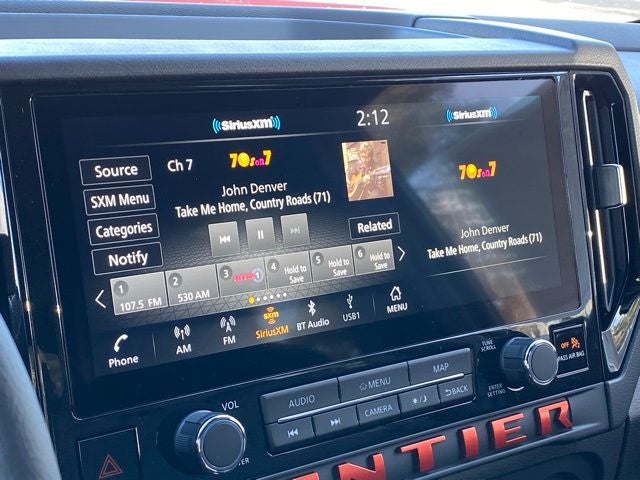 SiriusXM
2:12
SiriusXM
Source
Ch 7
70s on 7
70s on 7
SXM Menu
John Denver
Take Me Home, Country Roads (71)
Categories
Related
John Denver
Take Me Home, Country Roads (71)
Notify
1
107.5 FM
2
530 AM
3
1
4
Hold to
Save
5
Hold to
Save
6
Hold to
Save
Phone
AM
FM
sxm
SiriusXM
BT Audio
USB1
MENU
VOL
AUDIO
MENU
MAP
CAMERA
BACK
TUNE
SCROLL
ENTER
SETTING
OFF
PASS AIR BAG
NTIER